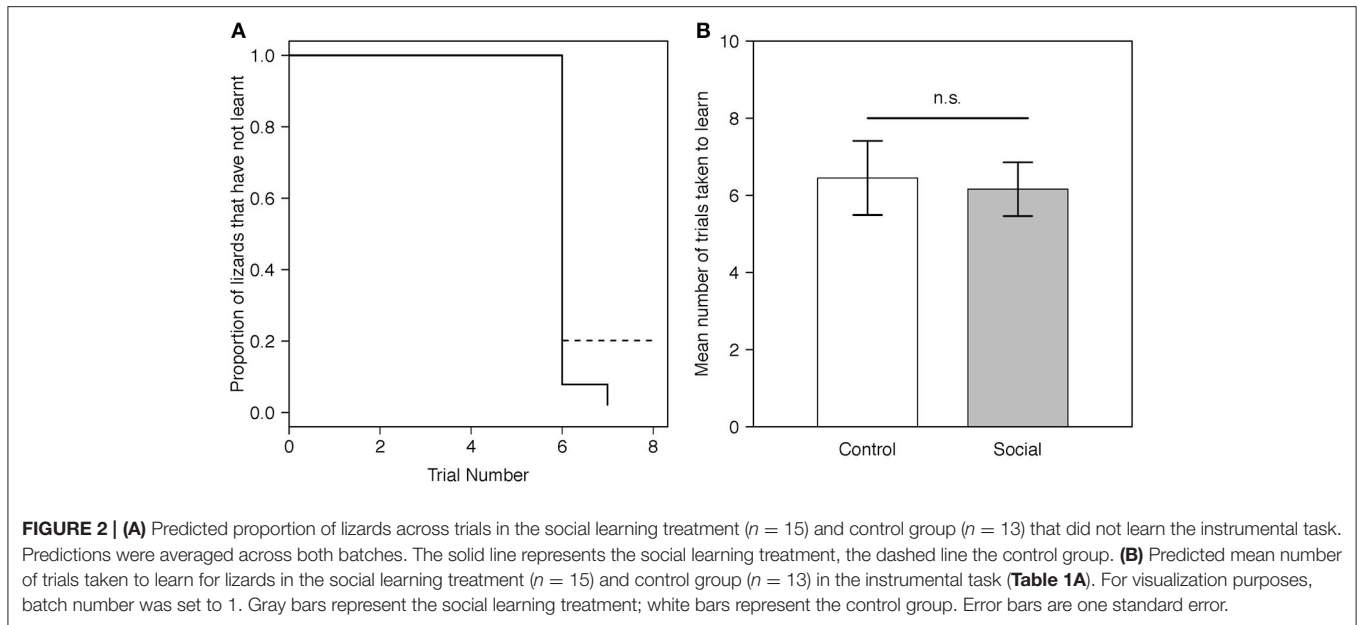 A
Proportion of lizards that have not learnt
1.0
0.8
0.6
0.4
0.2
0.0
0 2 4 6 8
Trial Number
B
Mean number of trials taken to learn
10
8
6
4
2
0
n.s.
Control Social
FIGURE 2 | (A) Predicted proportion of lizards across trials in the social learning treatment (n = 15) and control group (n = 13) that did not learn the instrumental task.
Predictions were averaged across both batches. The solid line represents the social learning treatment, the dashed line the control group. (B) Predicted mean number
of trials taken to learn for lizards in the social learning treatment (n = 15) and control group (n = 13) in the instrumental task (Table 1A). For visualization purposes,
batch number was set to 1. Gray bars represent the social learning treatment; white bars represent the control group. Error bars are one standard error.